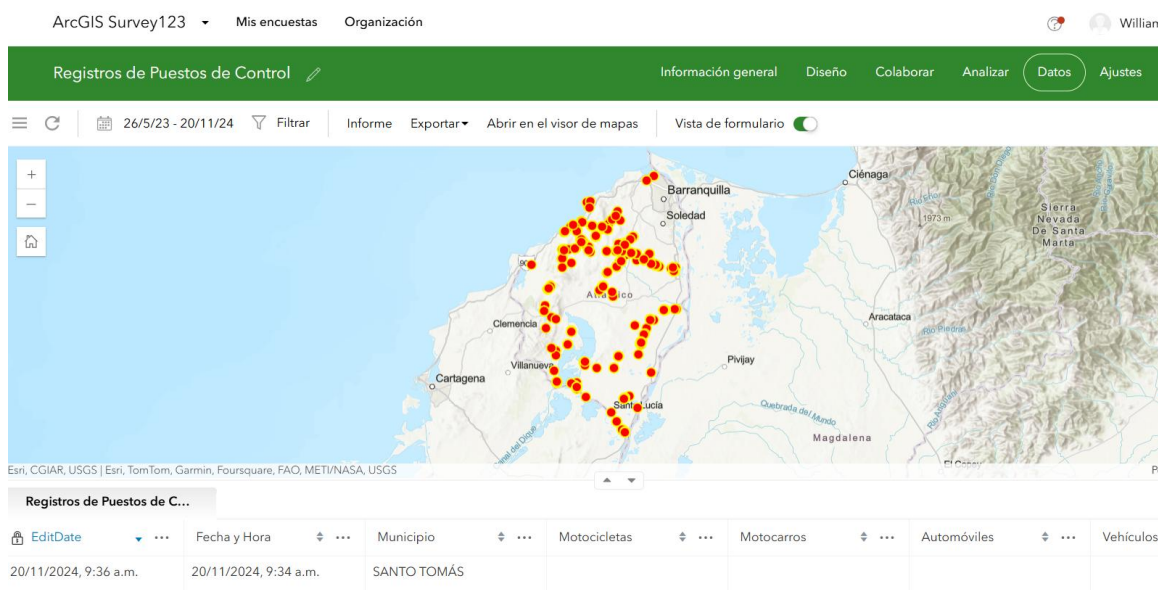 ArcGIS Survey123 Mis encuestas Organización Willian
Registros de Puestos de Control Información general Diseño Colaborar Analizar Datos Ajustes
26/5/23 - 20/11/24 Filtrar Informe Exportar Abrir en el visor de mapas Vista de formulario
Ciénaga
Barranquilla
Soledad
1973 m
Sierra
Nevada
De Santa
Marta
Clemencia
Aracataca
Villanueva
Pivijay
Cartagena
Santa Lucía
Quebrada del Mundo
Magdalena
Esri, CGIAR, USGS | Esri, TomTom, Garmin, Foursquare, FAO, METI/NASA, USGS
Registros de Puestos de C...
EditDate Fecha y Hora Municipio Motocicletas Motocarros Automóviles Vehículos
20/11/2024, 9:36 a.m. 20/11/2024, 9:34 a.m. SANTO TOMÁS